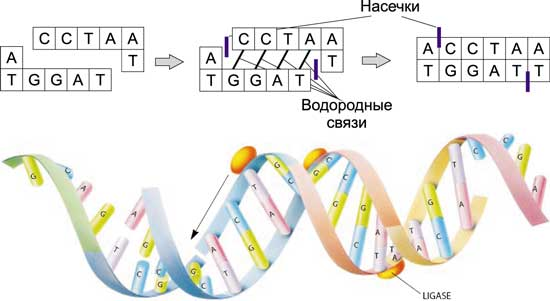 Насечки
C C T A A
A T
T G G A T
C C T A A
A T
T G G A T
A C C T A A
T G G A T T
Водородные
связи
G C A G T A G C
A T C G T A G C
LIGASE